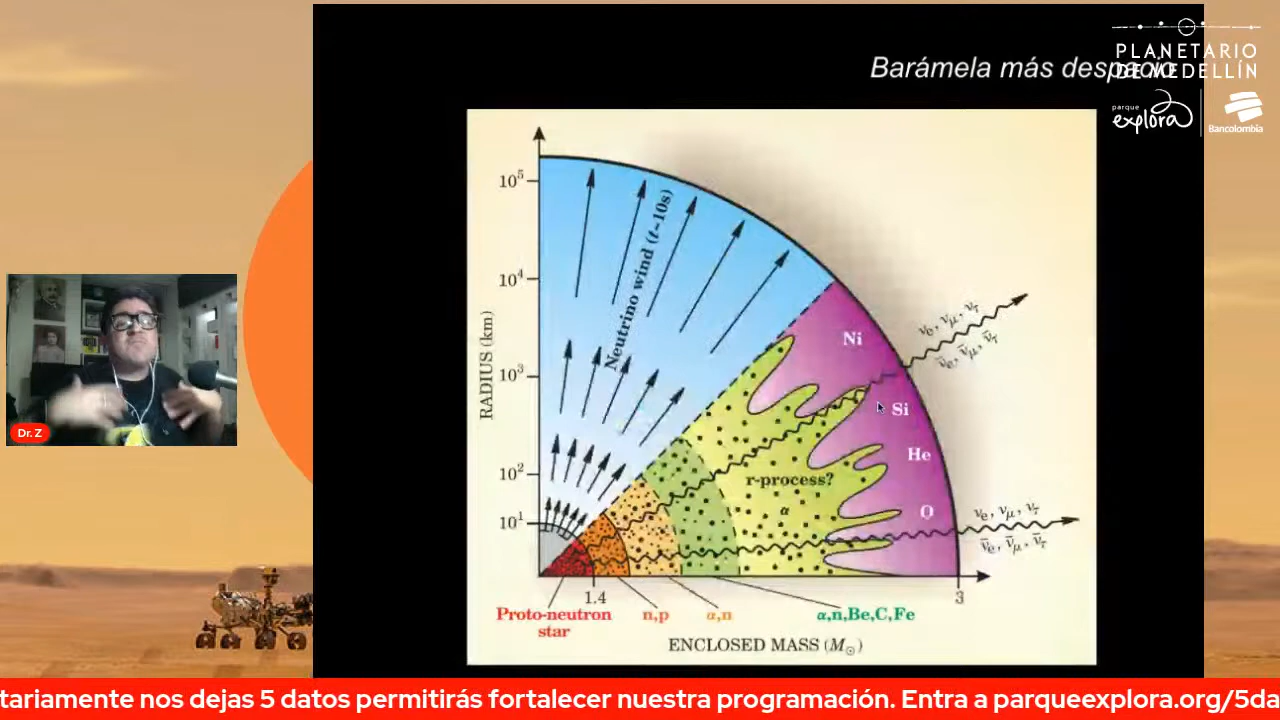 Barámela más despacio
PLANETARIO
DE MEDELLÍN
parque
explora
Bancolombia
RADIUS (km)
10⁵
10⁴
10³
10²
10¹
Neutrino wind (t~10s)
Ni
Si
He
O
r-process?
α
νe, νμ, ντ
ν̄e, ν̄μ, ν̄τ
νe, νμ, ντ
ν̄e, ν̄μ, ν̄τ
1.4
3
Proto-neutron
star
n,p
α,n
α,n,Be,C,Fe
ENCLOSED MASS (M☉)
Dr. Z
tariamente nos dejas 5 datos permitirás fortalecer nuestra programación. Entra a parqueexplora.org/5da